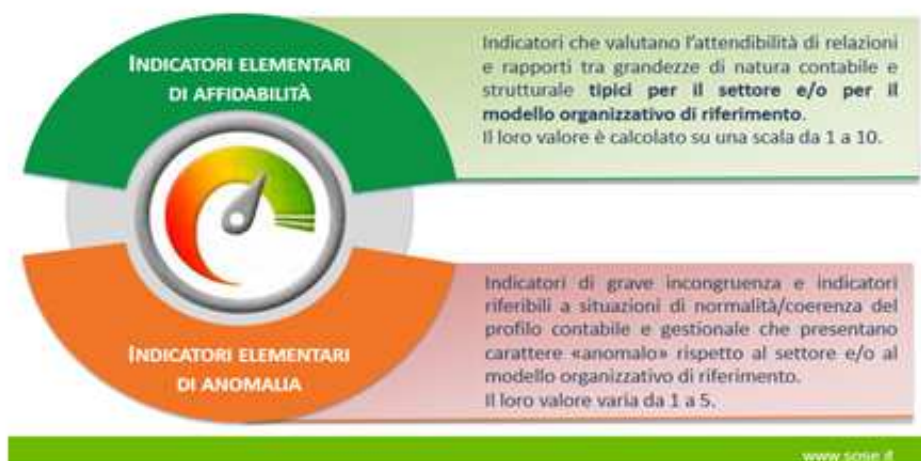 INDICATORI ELEMENTARI
DI AFFIDABILITÀ
Indicatori che valutano l'attendibilità di relazioni
e rapporti tra grandezze di natura contabile e
strutturale tipici per il settore e/o per il
modello organizzativo di riferimento.
Il loro valore è calcolato su una scala da 1 a 10.
INDICATORI ELEMENTARI
DI ANOMALIA
Indicatori di grave incongruenza e indicatori
riferibili a situazioni di normalità/coerenza del
profilo contabile e gestionale che presentano
carattere «anomalo» rispetto al settore e/o al
modello organizzativo di riferimento.
Il loro valore varia da 1 a 5.
www.sose.it